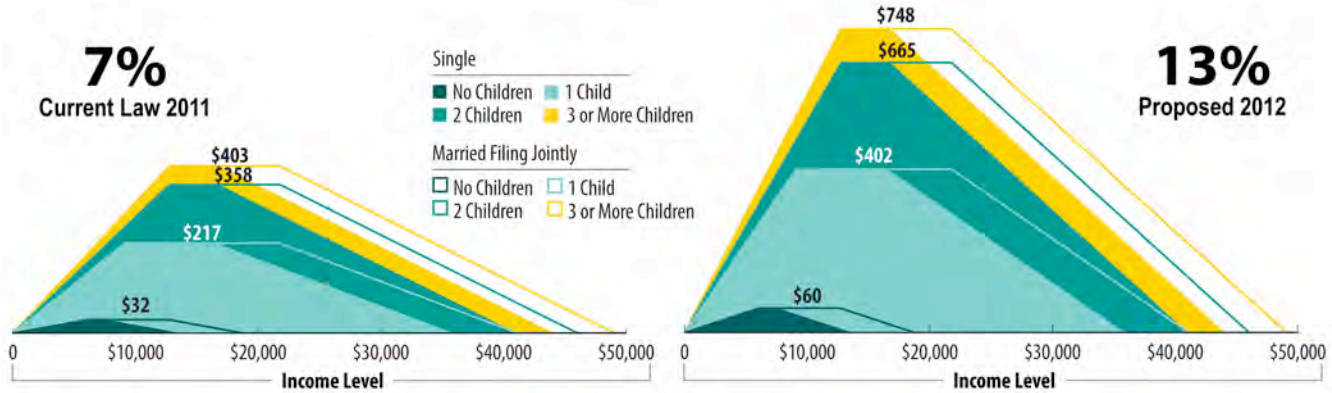 7%
Current Law 2011
Single
No Children 1 Child
2 Children 3 or More Children
Married Filing Jointly
No Children 1 Child
2 Children 3 or More Children
$403
$358
$217
$32
0 $10,000 $20,000 $30,000 $40,000 $50,000
Income Level
13%
Proposed 2012
$748
$665
$402
$60
0 $10,000 $20,000 $30,000 $40,000 $50,000
Income Level